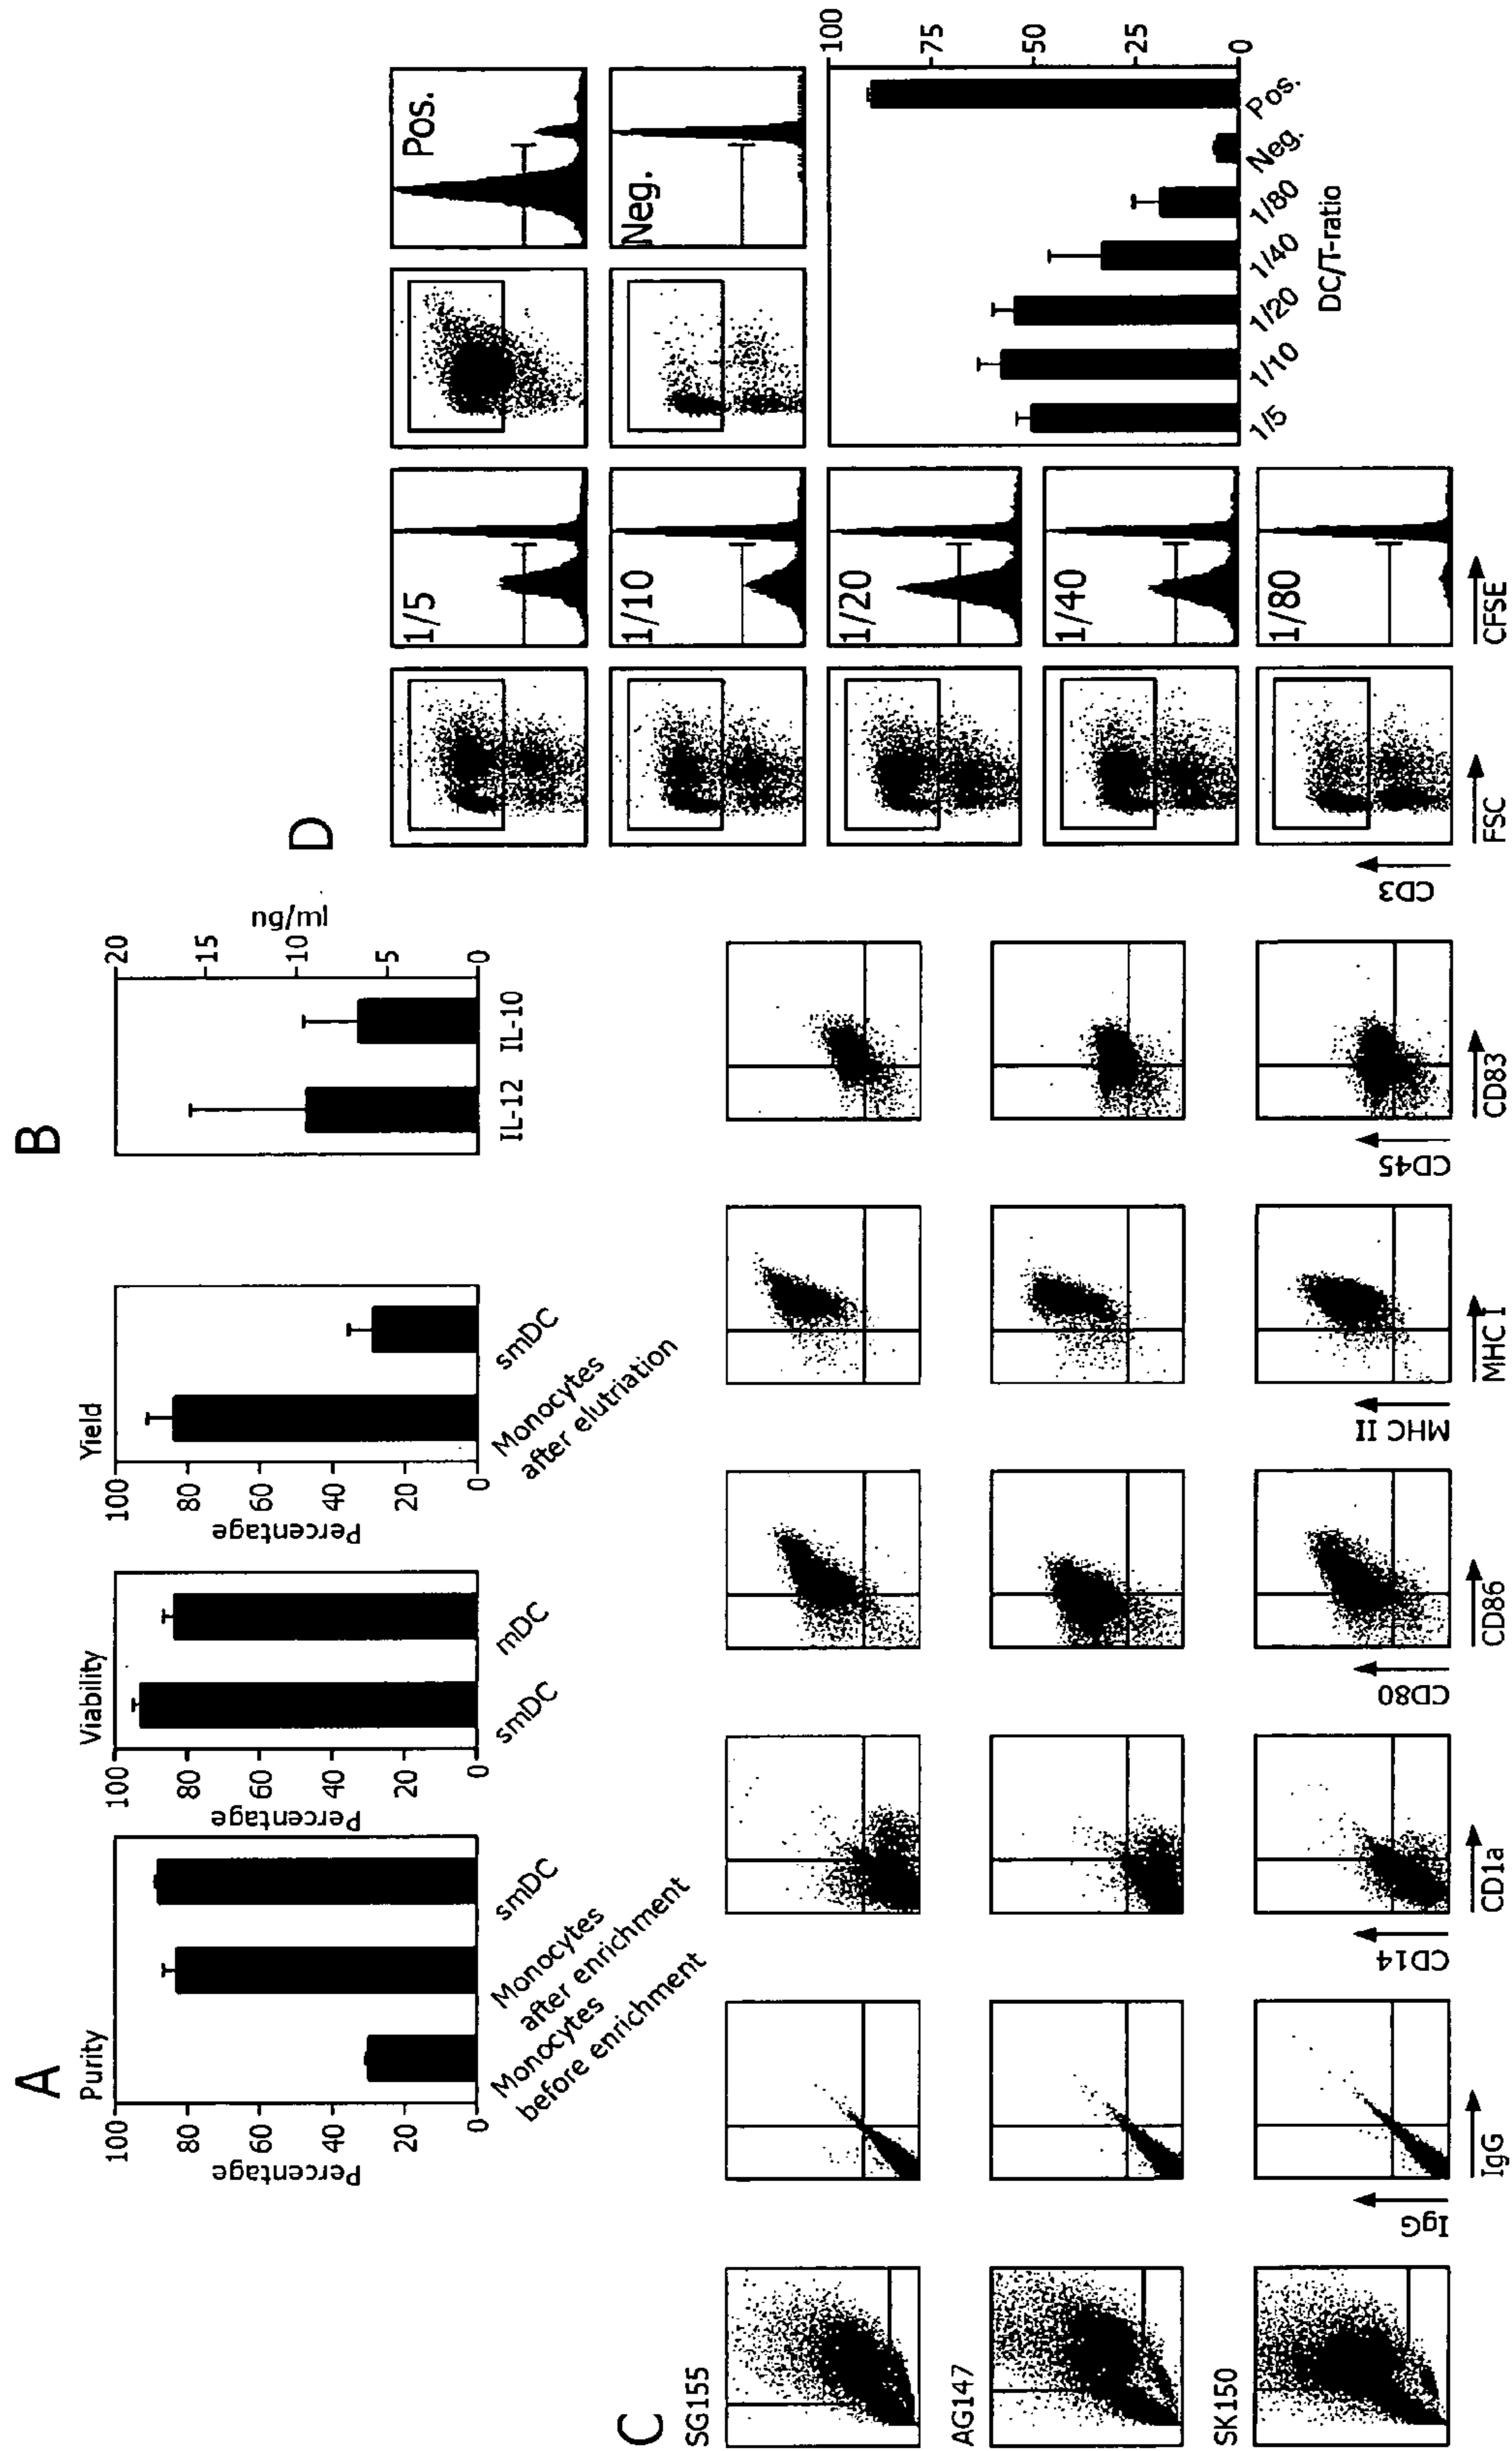 A
Purity
Percentage
100
80
60
40
20
0
Monocytes
before enrichment
Monocytes
after enrichment
smDC
Viability
Percentage
100
80
60
40
20
0
smDC
mDC
Yield
Percentage
100
80
60
40
20
0
Monocytes
after elutriation
smDC
B
20
15
10
5
0
ng/ml
IL-12
IL-10
C
SG155
AG147
SK150
IgG
IgG
CD14
CD1a
CD80
CD86
MHC II
MHC I
CD45
CD83
D
1/5
1/10
1/20
1/40
1/80
CD3
FSC
CFSE
Pos.
Neg.
100
75
50
25
0
1/5
1/10
1/20
1/40
1/80
Neg.
Pos.
DC/T-ratio